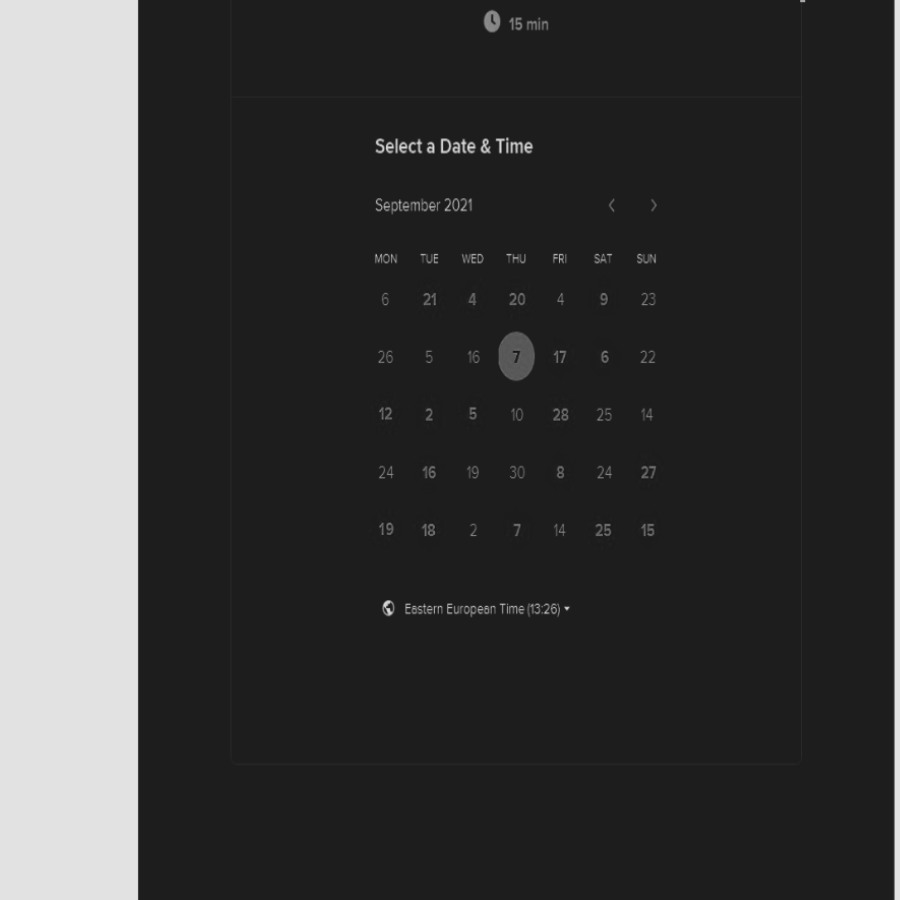 15 min
Select a Date & Time
September 2021
MON TUE WED THU FRI SAT SUN
6 21 4 20 4 9 23
26 5 16 7 17 6 22
12 2 5 10 28 25 14
24 16 19 30 8 24 27
19 18 2 7 14 25 15
Eastern European Time (13:26)